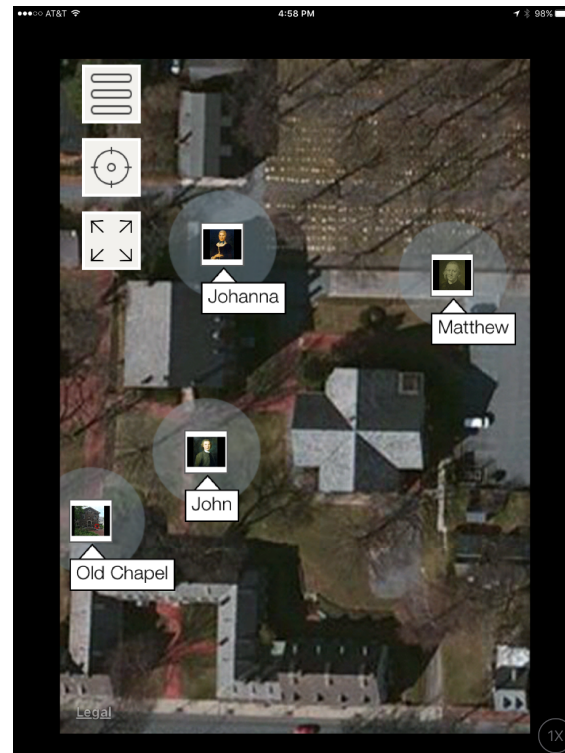 ●●●○○ AT&T 4:58 PM 98%
Johanna
Matthew
John
Old Chapel
Legal
1X